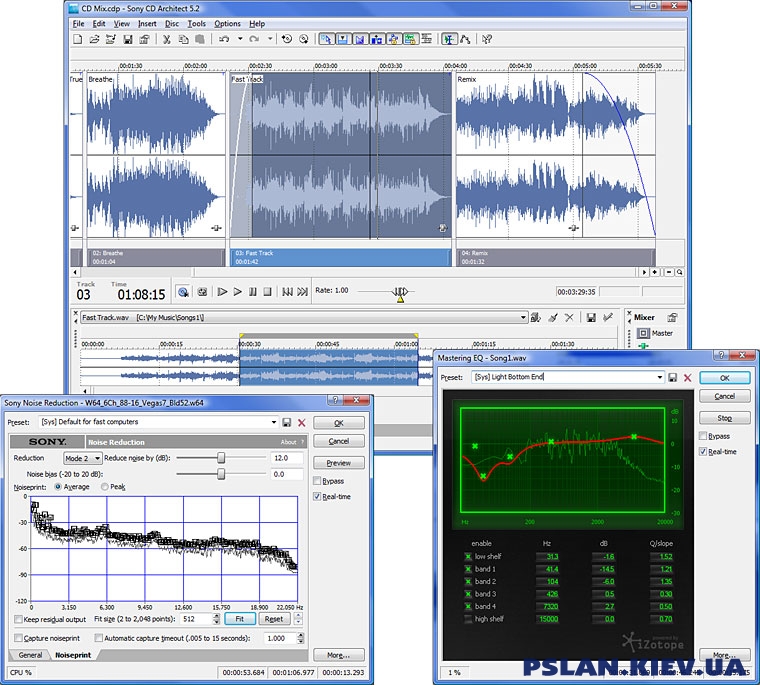 CD Mix.cdp - Sony CD Architect 5.2
File Edit View Insert Disc Tools Options Help
00:01:30 00:02:00 00:02:30 00:03:00 00:03:30 00:04:00 00:04:30 00:05:00 00:05:30
True Breathe Fast Track Remix
02: Breathe 03: Fast Track 04: Remix
00:01:04 00:01:42 00:01:32
Track Time
03 01:08:15 Rate: 1.00 00:03:29:35
Fast Track.wav [C:\My Music\Songs1\] Mixer
Master
00:00:00 00:00:15 00:00:30 00:00:45 00:01:00 00:01:15 00:01:30
Mastering EQ - Song1.wav
Preset: [Sys] Light Bottom End OK
Cancel
Stop
Bypass
Real-time
dB
10
0
-10
-20
-30
Hz 200 2000 20000
enable Hz dB Q/slope
low shelf 31.3 -1.6 1.52
band 1 41.4 -14.5 1.21
band 2 104 -6.0 1.35
band 3 426 0.5 0.30
band 4 7320 2.7 0.50
high shelf 15000 0.0 0.70
powered by
iZotope
More...
1 %
Sony Noise Reduction - W64_6Ch_88-16_Vegas7_Bld52.w64
Preset: [Sys] Default for fast computers OK
Cancel
SONY. Noise Reduction About ?
Reduction Mode 2 Reduce noise by (dB): 12.0 Preview
Noise bias (-20 to 20 dB): 0.0 Bypass
Noiseprint: Average Peak Real-time
0
-30
-60
-90
-120
0 3.150 6.300 9.450 12.600 15.750 18.900 22.050 Hz
Keep residual output Fit size (2 to 2,048 points): 512 Fit Reset
Capture noiseprint Automatic capture timeout (.005 to 15 seconds): 1.000
General Noiseprint More...
CPU % 00:00:53.684 00:01:06.977 00:00:13.293
PSLAN.KIEV.UA